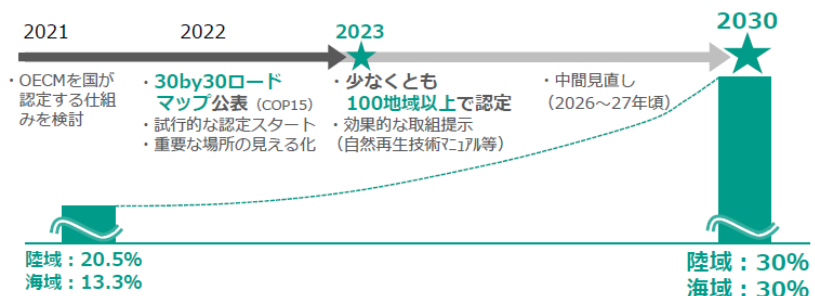 2021
2022
2023
2030
・OECMを国が
認定する仕組
みを検討
・30by30ロード
マップ公表（COP15）
・試行的な認定スタート
・重要な場所の見える化
・少なくとも
100地域以上で認定
・効果的な取組提示
（自然再生技術ﾏﾆｭｱﾙ等）
・中間見直し
（2026～27年頃）
陸域：20.5%
海域：13.3%
陸域：30%
海域：30%